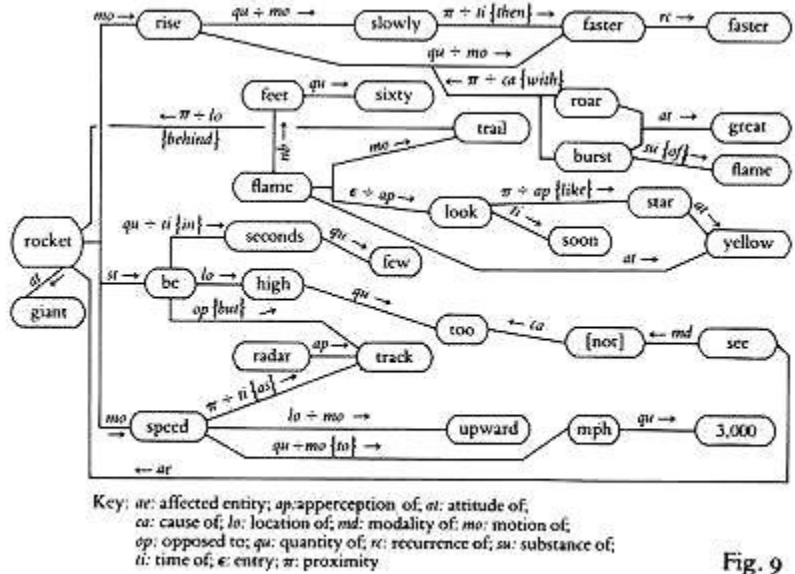 mo → rise qu ÷ mo → slowly π ÷ ti {then} → faster rc → faster
qu ÷ mo →
← π ÷ ca {with}
feet qu → sixty roar
← π ÷ lo trail at → great
{behind} nb → mo → burst su {of} → flame
flame ϵ ÷ ap → look π ÷ ap {like} → star at →
qu ÷ ti {in} → ti → soon yellow
rocket seconds qu → few at →
st → be lo → high
at ← giant op {but} → qu → too ← ca [not] ← md see
radar ap → track
π ÷ ti {as} →
mo → speed lo ÷ mo → upward mph qu → 3,000
qu ÷ mo {to} →
← ae
Key: ae: affected entity; ap:apperception of; at: attitude of;
ca: cause of; lo: location of; md: modality of: mo: motion of;
op: opposed to; qu: quantity of; rc: recurrence of; su: substance of;
ti: time of; ϵ: entry; π: proximity
Fig. 9